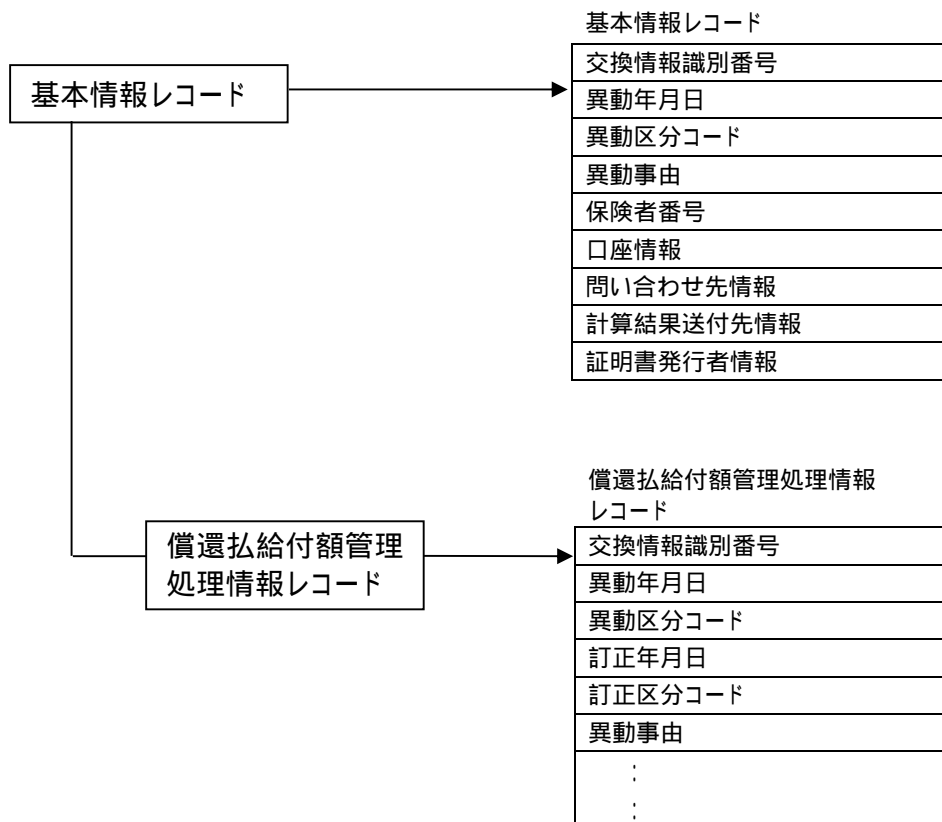 基本情報レコード
基本情報レコード
交換情報識別番号
異動年月日
異動区分コード
異動事由
保険者番号
口座情報
問い合わせ先情報
計算結果送付先情報
証明書発行者情報
償還払給付額管理
処理情報レコード
償還払給付額管理処理情報
レコード
交換情報識別番号
異動年月日
異動区分コード
訂正年月日
訂正区分コード
異動事由
:
: